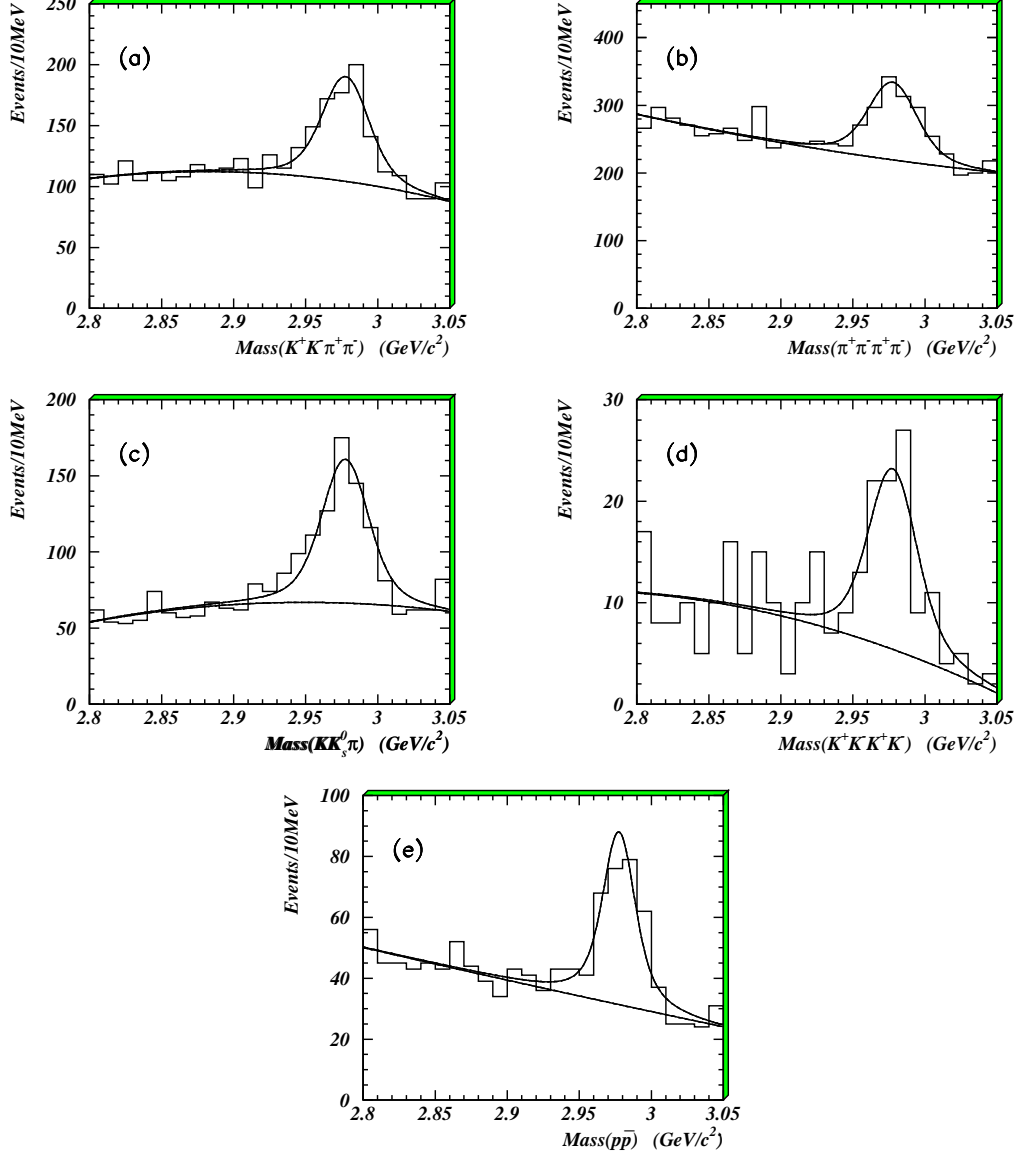 250
200
150
100
50
0
Events/10MeV
(a)
2.8 2.85 2.9 2.95 3 3.05
Mass(K⁺K⁻π⁺π⁻) (GeV/c²)
400
300
200
100
0
Events/10MeV
(b)
2.8 2.85 2.9 2.95 3 3.05
Mass(π⁺π⁻π⁺π⁻) (GeV/c²)
200
150
100
50
0
Events/10MeV
(c)
2.8 2.85 2.9 2.95 3 3.05
Mass(KK⁰ₛπ) (GeV/c²)
30
20
10
0
Events/10MeV
(d)
2.8 2.85 2.9 2.95 3 3.05
Mass(K⁺K⁻K⁺K⁻) (GeV/c²)
100
80
60
40
20
0
Events/10MeV
(e)
2.8 2.85 2.9 2.95 3 3.05
Mass(pp̅) (GeV/c²)